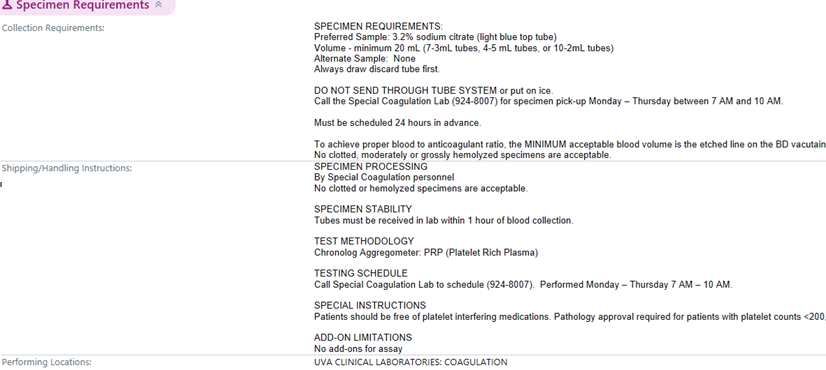 Specimen Requirements
Collection Requirements:
SPECIMEN REQUIREMENTS:
Preferred Sample: 3.2% sodium citrate (light blue top tube)
Volume - minimum 20 mL (7-3mL tubes, 4-5 mL tubes, or 10-2mL tubes)
Alternate Sample: None
Always draw discard tube first.
DO NOT SEND THROUGH TUBE SYSTEM or put on ice.
Call the Special Coagulation Lab (924-8007) for specimen pick-up Monday – Thursday between 7 AM and 10 AM.
Must be scheduled 24 hours in advance.
To achieve proper blood to anticoagulant ratio, the MINIMUM acceptable blood volume is the etched line on the BD vacutain
No clotted, moderately or grossly hemolyzed specimens are acceptable.
Shipping/Handling Instructions:
SPECIMEN PROCESSING
By Special Coagulation personnel
No clotted or hemolyzed specimens are acceptable.
SPECIMEN STABILITY
Tubes must be received in lab within 1 hour of blood collection.
TEST METHODOLOGY
Chronolog Aggregometer: PRP (Platelet Rich Plasma)
TESTING SCHEDULE
Call Special Coagulation Lab to schedule (924-8007). Performed Monday – Thursday 7 AM – 10 AM.
SPECIAL INSTRUCTIONS
Patients should be free of platelet interfering medications. Pathology approval required for patients with platelet counts <200,
ADD-ON LIMITATIONS
No add-ons for assay
Performing Locations:
UVA CLINICAL LABORATORIES: COAGULATION